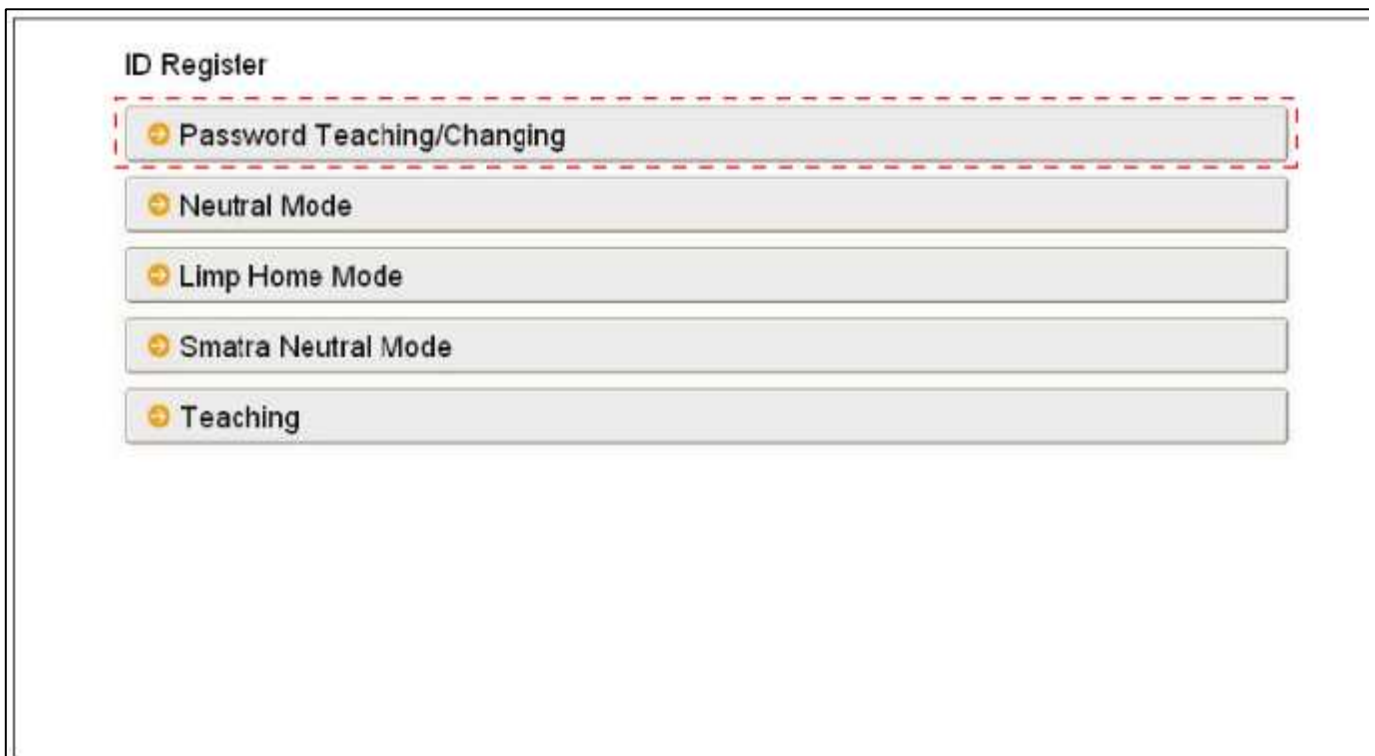 ID Register
Password Teaching/Changing
Neutral Mode
Limp Home Mode
Smatra Neutral Mode
Teaching